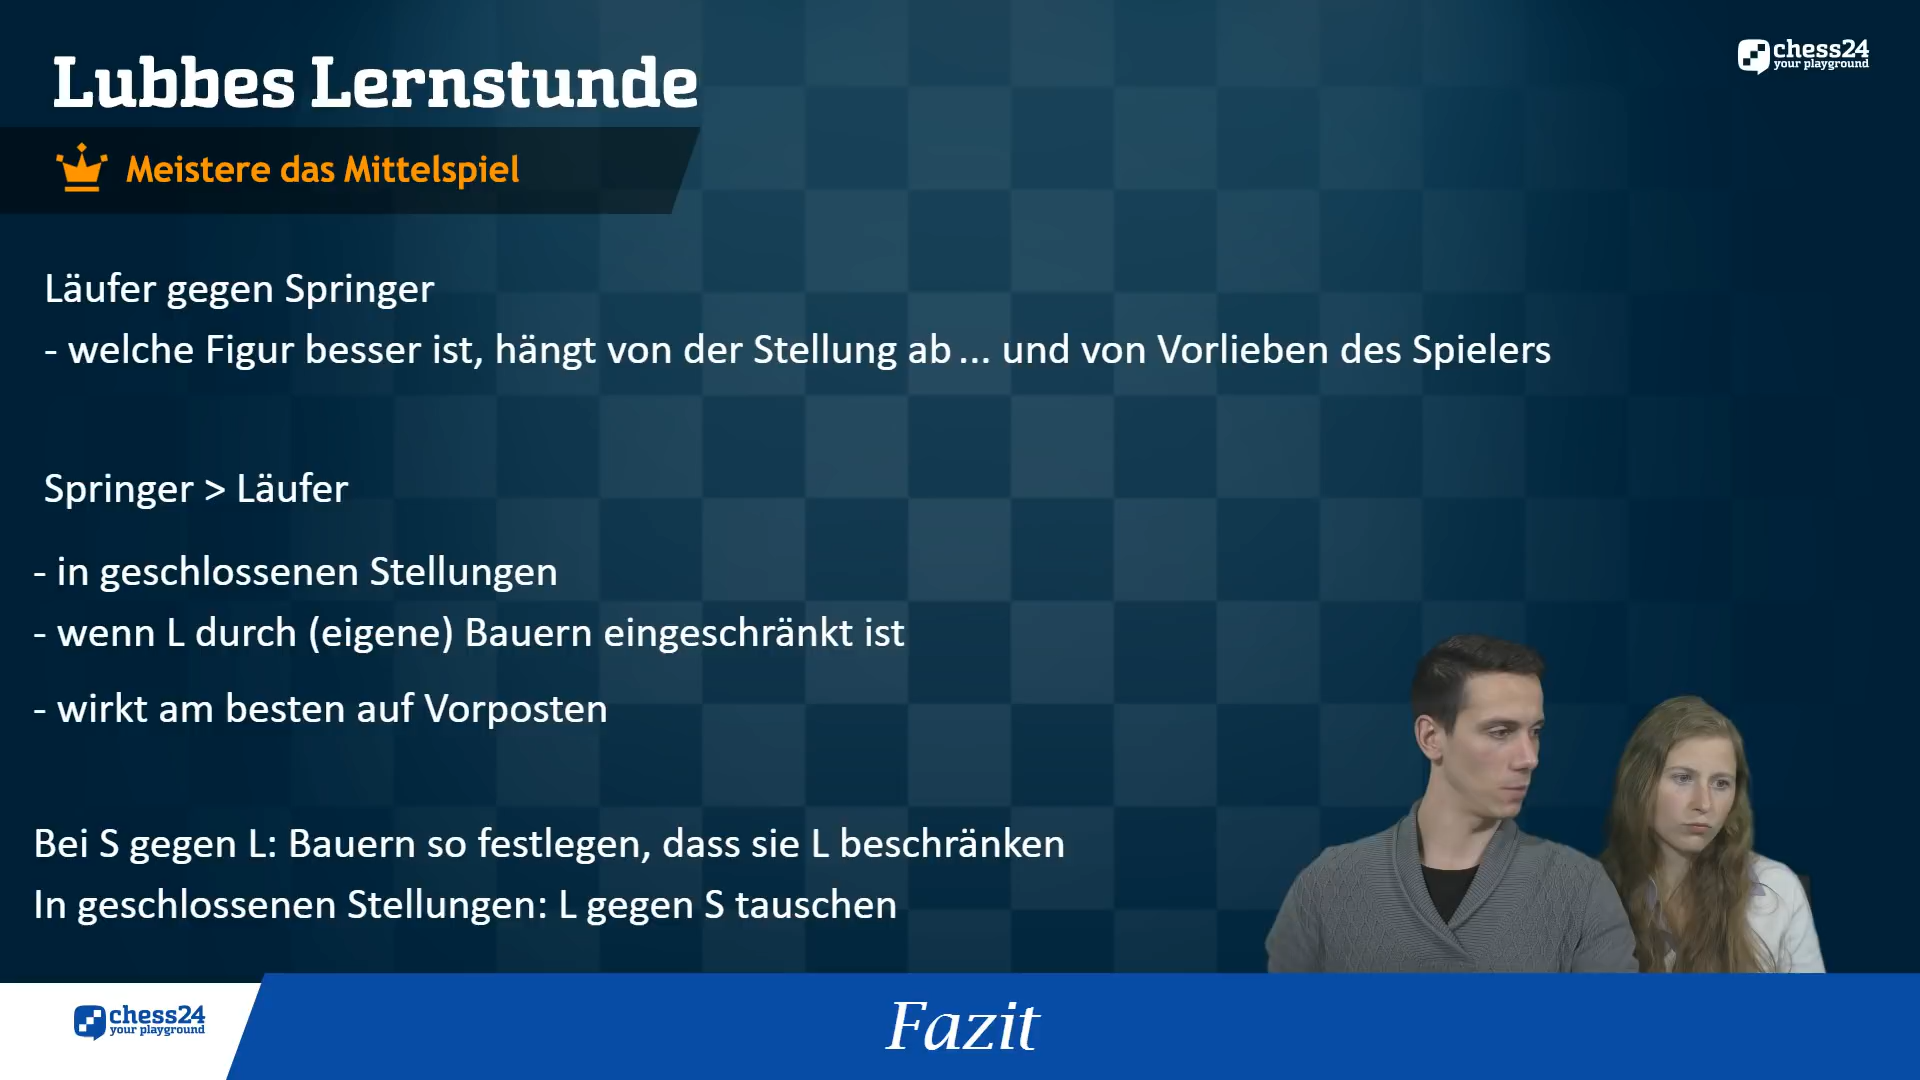 Lubbes Lernstunde
chess24
your playground
Meistere das Mittelspiel
Läufer gegen Springer
- welche Figur besser ist, hängt von der Stellung ab ... und von Vorlieben des Spielers
Springer > Läufer
- in geschlossenen Stellungen
- wenn L durch (eigene) Bauern eingeschränkt ist
- wirkt am besten auf Vorposten
Bei S gegen L: Bauern so festlegen, dass sie L beschränken
In geschlossenen Stellungen: L gegen S tauschen
chess24
your playground
Fazit